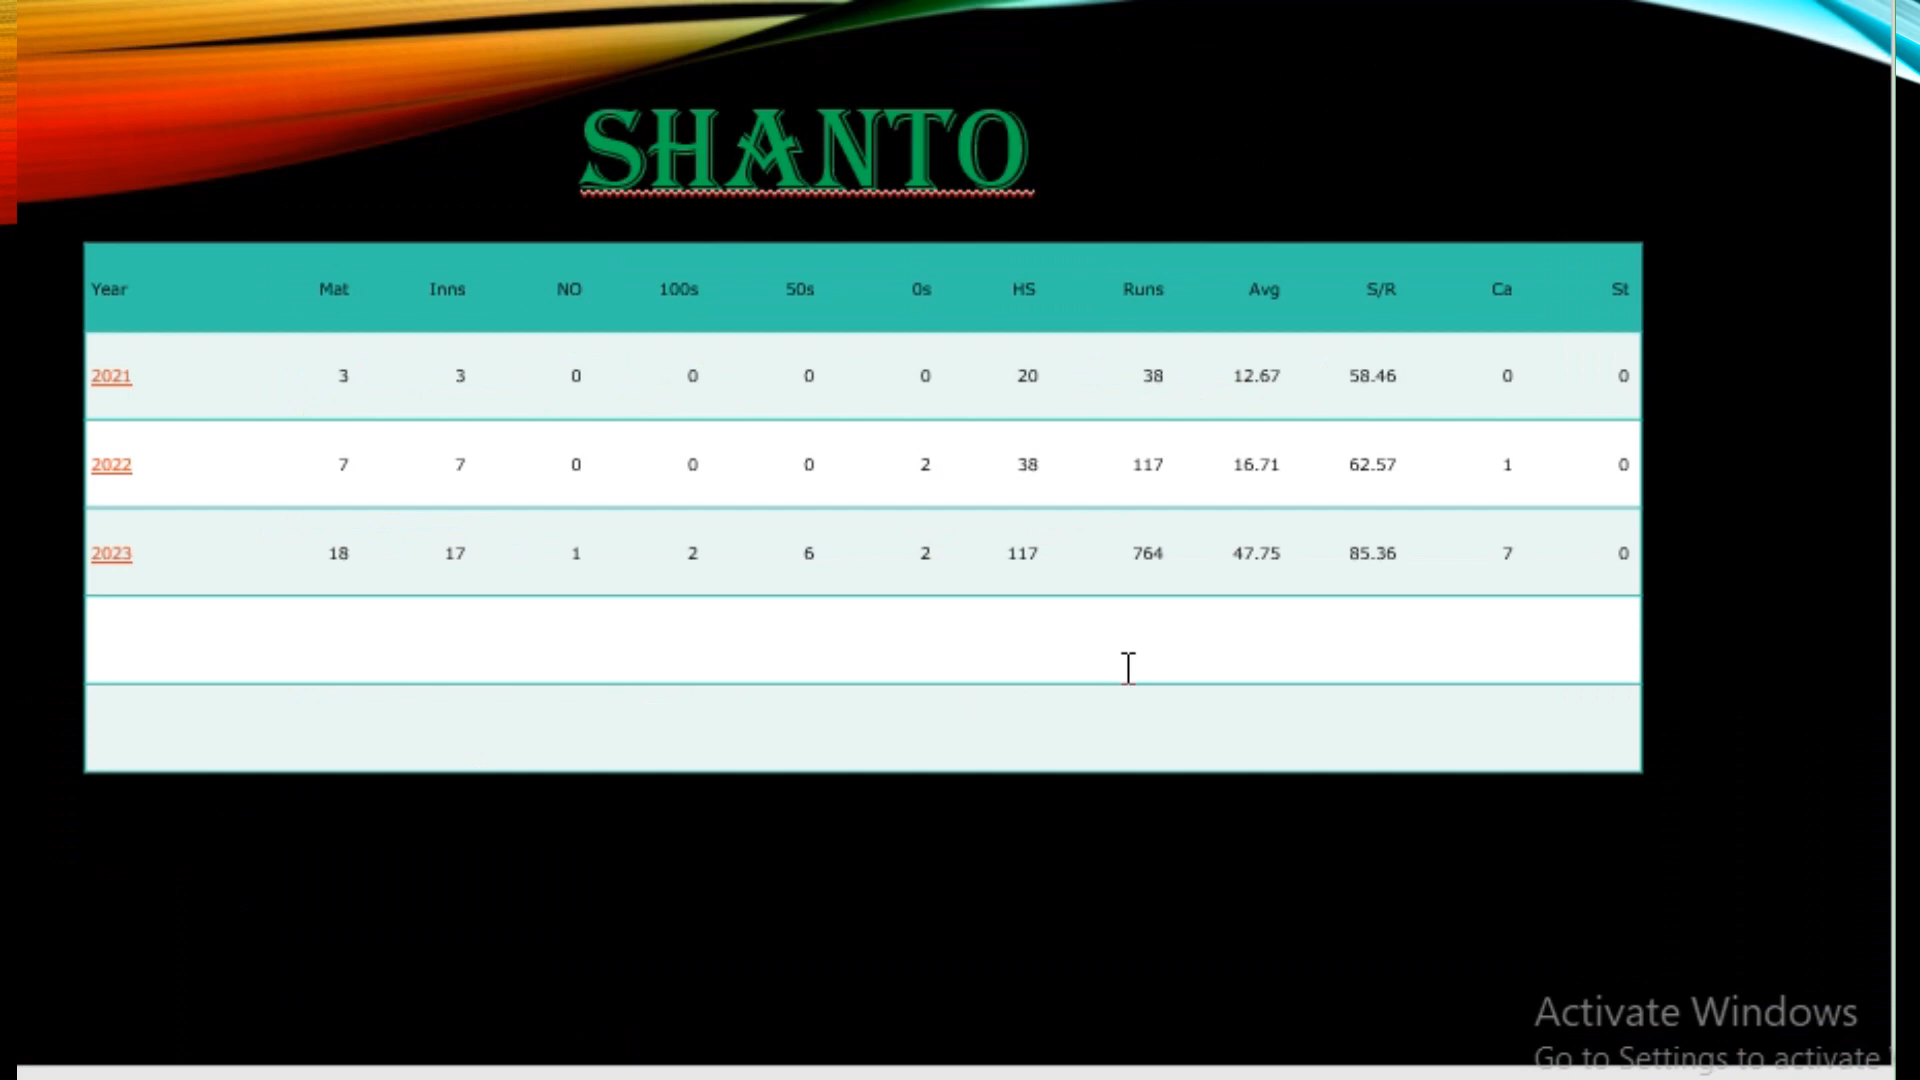 SHANTO
Year Mat Inns NO 100s 50s 0s HS Runs Avg S/R Ca St
2021 3 3 0 0 0 0 20 38 12.67 58.46 0 0
2022 7 7 0 0 0 2 38 117 16.71 62.57 1 0
2023 18 17 1 2 6 2 117 764 47.75 85.36 7 0
Activate Windows
Go to Settings to activate